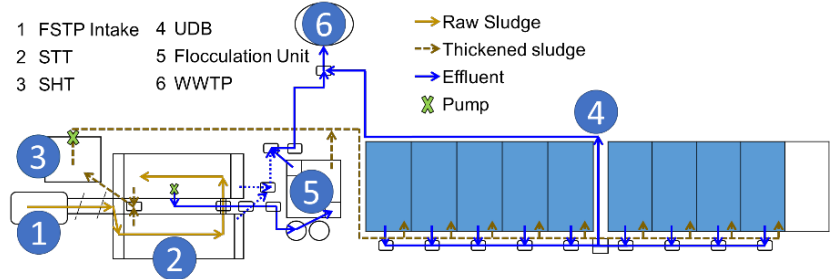 1 FSTP Intake
2 STT
3 SHT
4 UDB
5 Flocculation Unit
6 WWTP
Raw Sludge
Thickened sludge
Effluent
Pump
6
4
3
5
1
2